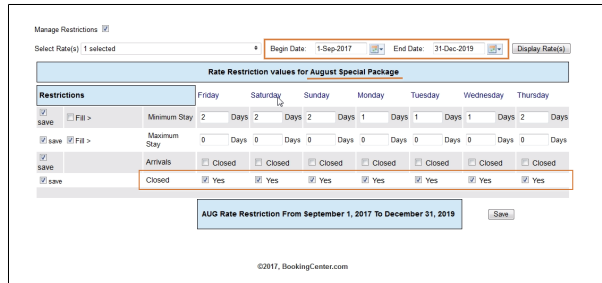 Manage Restrictions
Select Rate(s) 1 selected Begin Date: 1-Sep-2017 End Date: 31-Dec-2019 Display Rate(s)
Rate Restriction values for August Special Package
Restrictions Friday Saturday Sunday Monday Tuesday Wednesday Thursday
save Fill > Minimum Stay 2 Days 2 Days 2 Days 1 Days 1 Days 1 Days 2 Days
save Fill > Maximum Stay 0 Days 0 Days 0 Days 0 Days 0 Days 0 Days 0 Days
save Arrivals Closed Closed Closed Closed Closed Closed Closed
save Closed Yes Yes Yes Yes Yes Yes Yes
AUG Rate Restriction From September 1, 2017 To December 31, 2019 Save
©2017, BookingCenter.com